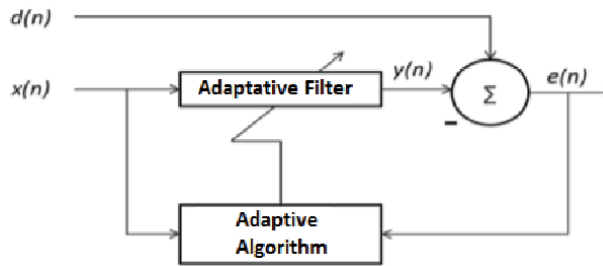 d(n)
x(n)
Adaptative Filter
y(n)
Σ
e(n)
-
Adaptive
Algorithm